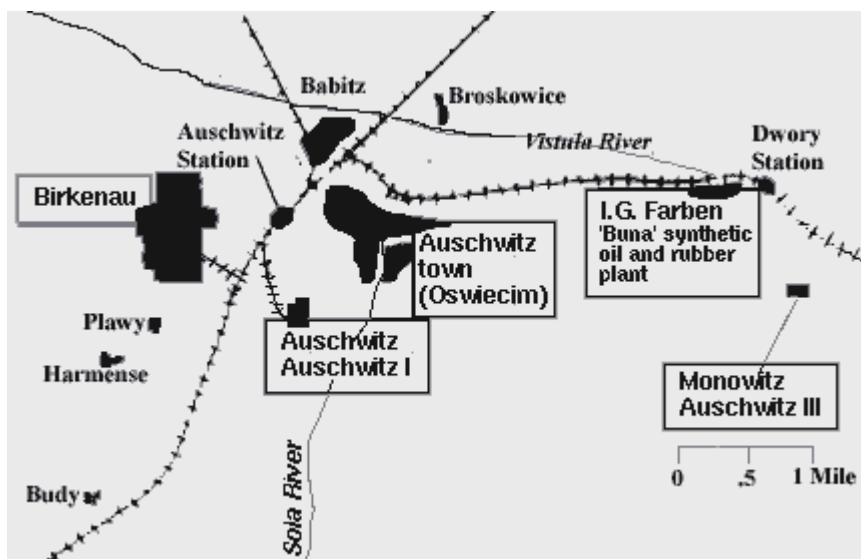 Babitz
Broskowice
Auschwitz
Station
Vistula River
Dwory
Station
Birkenau
I.G. Farben
'Buna' synthetic
oil and rubber
plant
Auschwitz
town
(Oswiecim)
Plawy
Harmense
Auschwitz
Auschwitz I
Monowitz
Auschwitz III
Budy
Sola River
0 .5 1 Mile